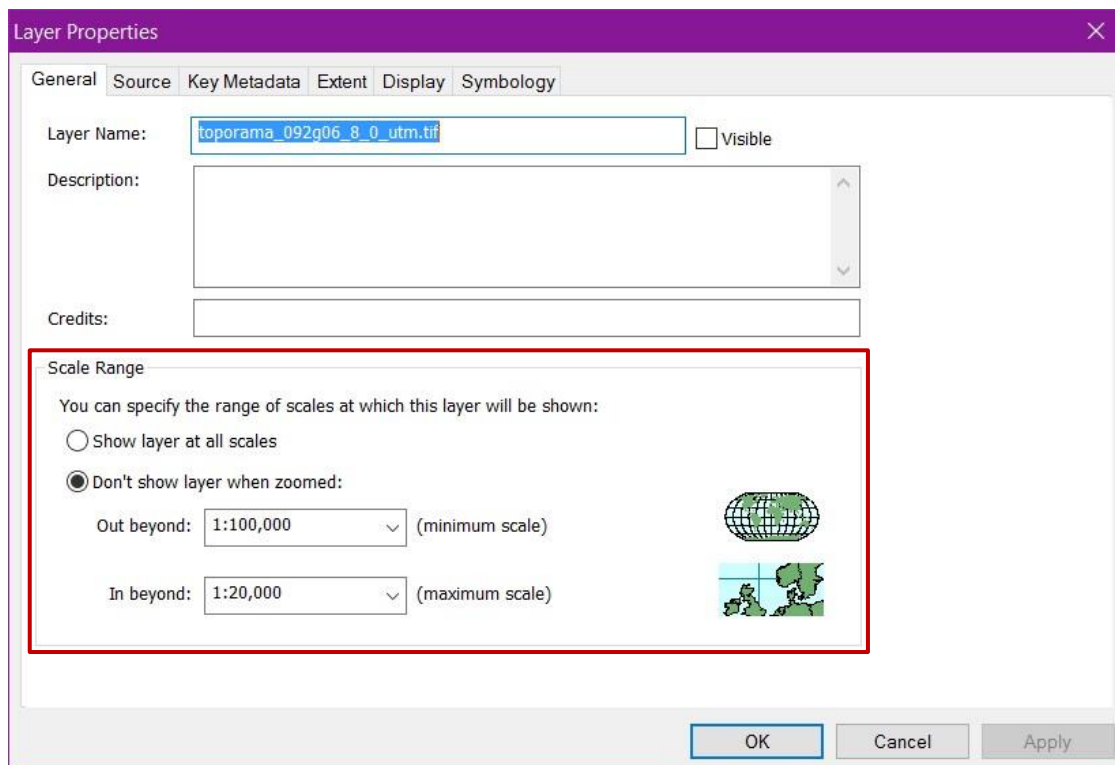 Layer Properties
General Source Key Metadata Extent Display Symbology
Layer Name: toporama_092g06_8_0_utm.tif Visible
Description:
Credits:
Scale Range
You can specify the range of scales at which this layer will be shown:
Show layer at all scales
Don't show layer when zoomed:
Out beyond: 1:100,000 (minimum scale)
In beyond: 1:20,000 (maximum scale)
OK Cancel Apply